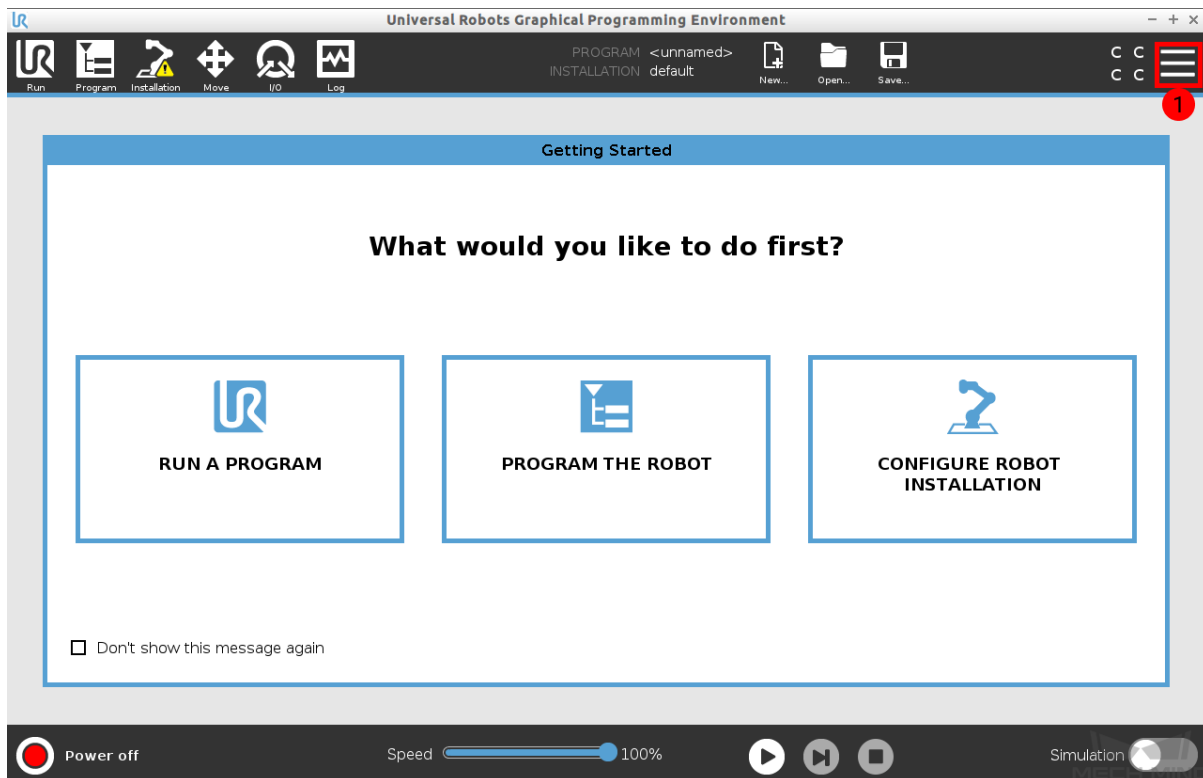 Universal Robots Graphical Programming Environment
Run Program Installation Move I/O Log
PROGRAM <unnamed>
INSTALLATION default
New... Open... Save...
C C
C C
1
Getting Started
What would you like to do first?
RUN A PROGRAM
PROGRAM THE ROBOT
CONFIGURE ROBOT
INSTALLATION
Don't show this message again
Power off
Speed
100%
Simulation